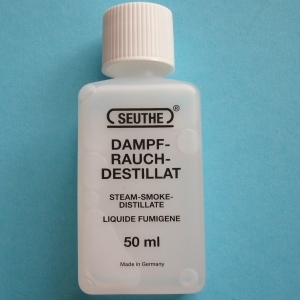 SEUTHE ®
DAMPF-
RAUCH-
DESTILLAT
STEAM-SMOKE-
DISTILLATE
LIQUIDE FUMIGENE
50 ml
Made in Germany